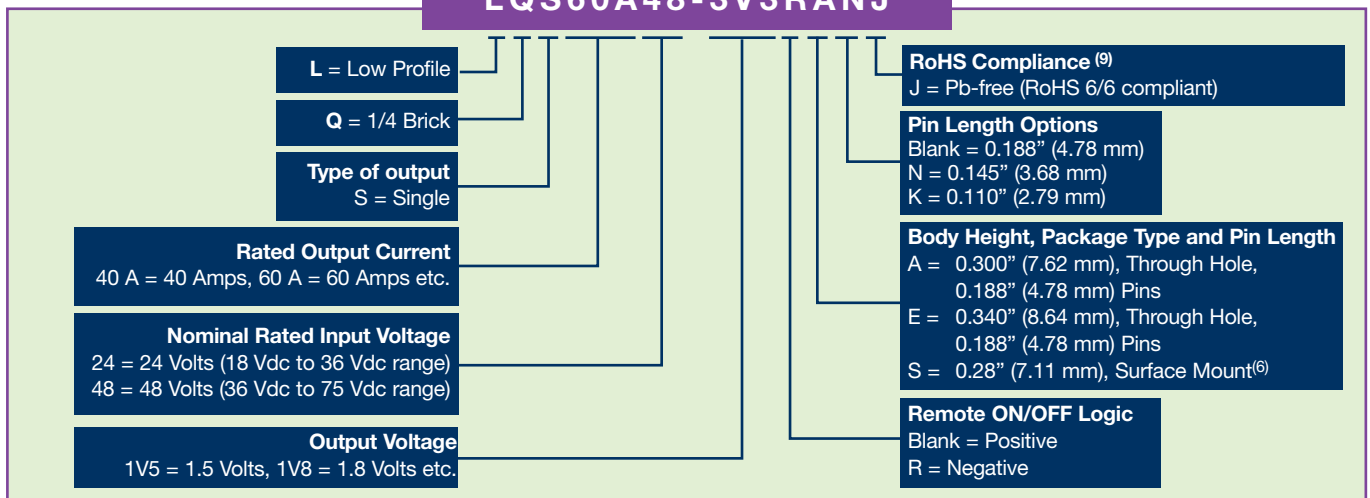 LQS60A48-3V3RANJ
L = Low Profile
Q = 1/4 Brick
Type of output
S = Single
Rated Output Current
40 A = 40 Amps, 60 A = 60 Amps etc.
Nominal Rated Input Voltage
24 = 24 Volts (18 Vdc to 36 Vdc range)
48 = 48 Volts (36 Vdc to 75 Vdc range)
Output Voltage
1V5 = 1.5 Volts, 1V8 = 1.8 Volts etc.
RoHS Compliance (9)
J = Pb-free (RoHS 6/6 compliant)
Pin Length Options
Blank = 0.188” (4.78 mm)
N = 0.145” (3.68 mm)
K = 0.110” (2.79 mm)
Body Height, Package Type and Pin Length
A = 0.300” (7.62 mm), Through Hole,
0.188” (4.78 mm) Pins
E = 0.340” (8.64 mm), Through Hole,
0.188” (4.78 mm) Pins
S = 0.28” (7.11 mm), Surface Mount(6)
Remote ON/OFF Logic
Blank = Positive
R = Negative